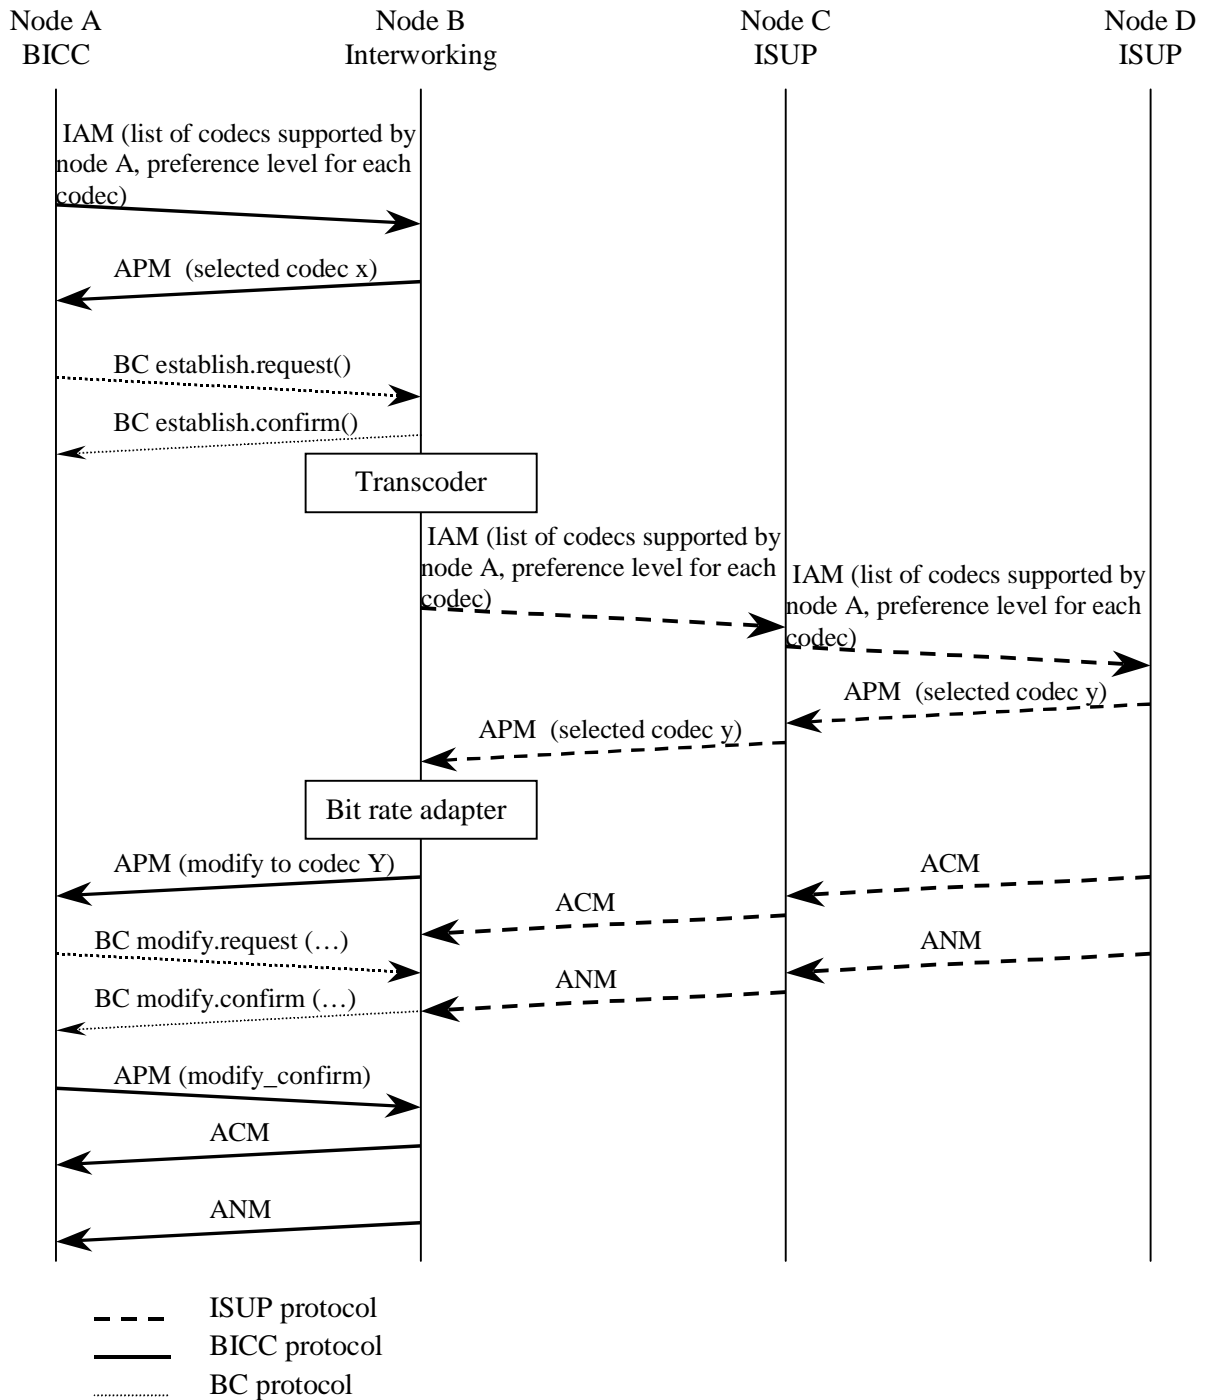 Node A
BICC
Node B
Interworking
Node C
ISUP
Node D
ISUP
IAM (list of codecs supported by
node A, preference level for each
codec)
APM (selected codec x)
BC establish.request()
BC establish.confirm()
Transcoder
IAM (list of codecs supported by
node A, preference level for each
codec)
IAM (list of codecs supported by
node A, preference level for each
codec)
APM (selected codec y)
APM (selected codec y)
Bit rate adapter
APM (modify to codec Y)
ACM
ACM
BC modify.request (…)
ANM
ANM
BC modify.confirm (…)
APM (modify_confirm)
ACM
ANM
ISUP protocol
BICC protocol
BC protocol